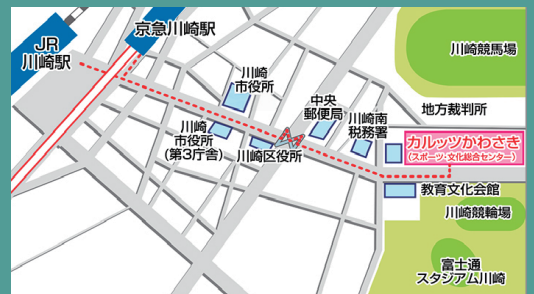 京急川崎駅
JR
川崎駅
川崎競馬場
川崎
市役所
中央
郵便局
地方裁判所
川崎南
税務署
川崎
市役所
(第3庁舎)
川崎区役所
カルッツかわさき
(スポーツ・文化総合センター)
教育文化会館
川崎競輪場
富士通
スタジアム川崎